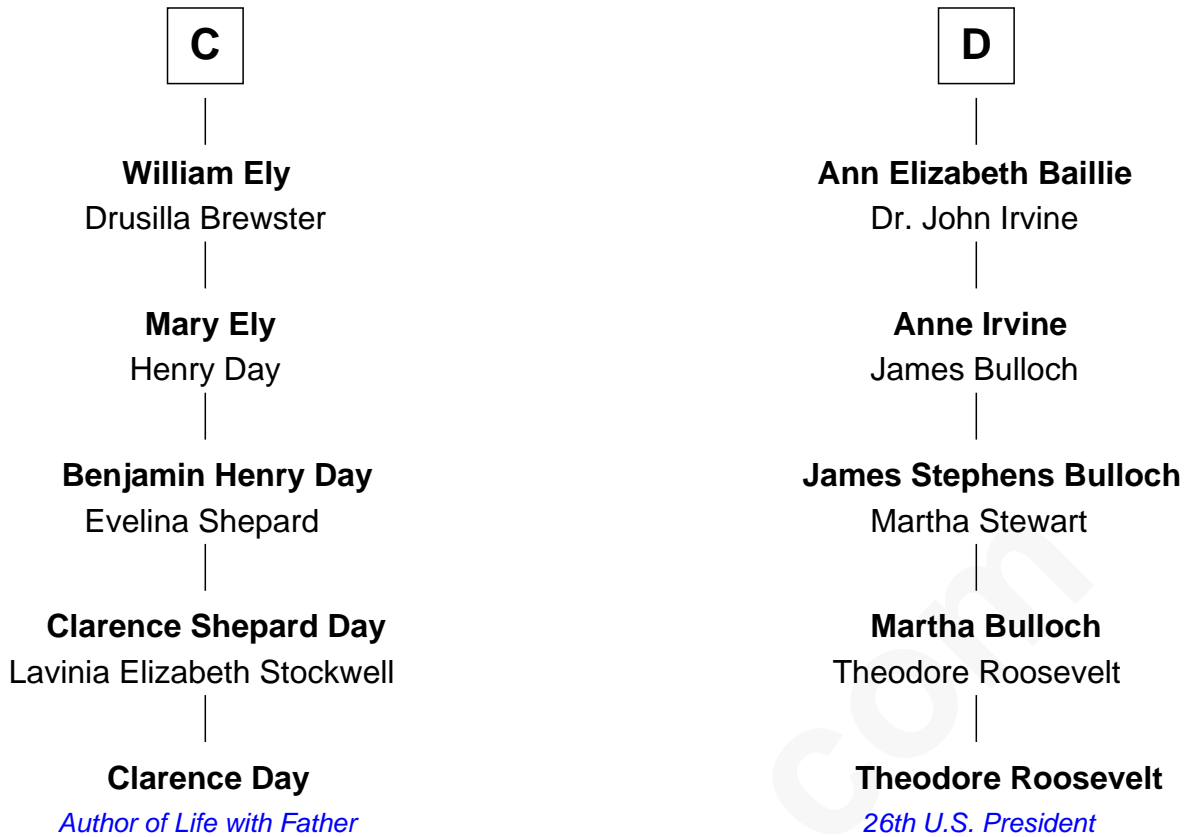 C
William Ely
Drusilla Brewster
Mary Ely
Henry Day
Benjamin Henry Day
Evelina Shepard
Clarence Shepard Day
Lavinia Elizabeth Stockwell
Clarence Day
Author of Life with Father
D
Ann Elizabeth Baillie
Dr. John Irvine
Anne Irvine
James Bulloch
James Stephens Bulloch
Martha Stewart
Martha Bulloch
Theodore Roosevelt
Theodore Roosevelt
26th U.S. President
com